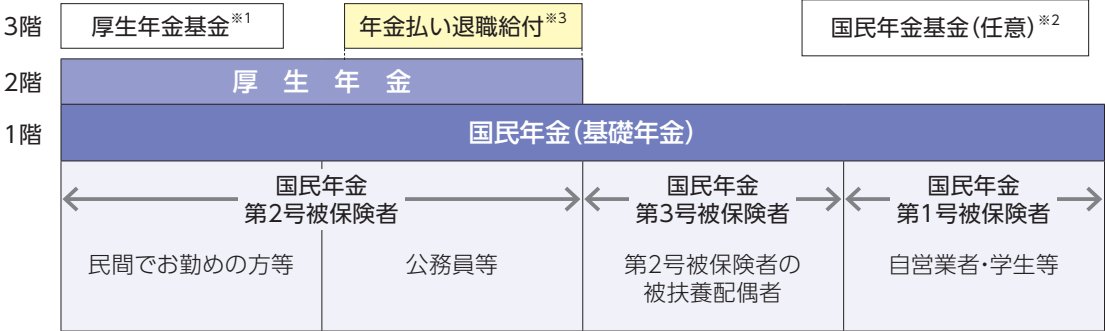 3階 厚生年金基金※1 年金払い退職給付※3 国民年金基金(任意)※2
2階 厚生年金
1階 国民年金(基礎年金)
国民年金
第2号被保険者
国民年金
第3号被保険者
国民年金
第1号被保険者
民間でお勤めの方等
公務員等
第2号被保険者の
被扶養配偶者
自営業者・学生等